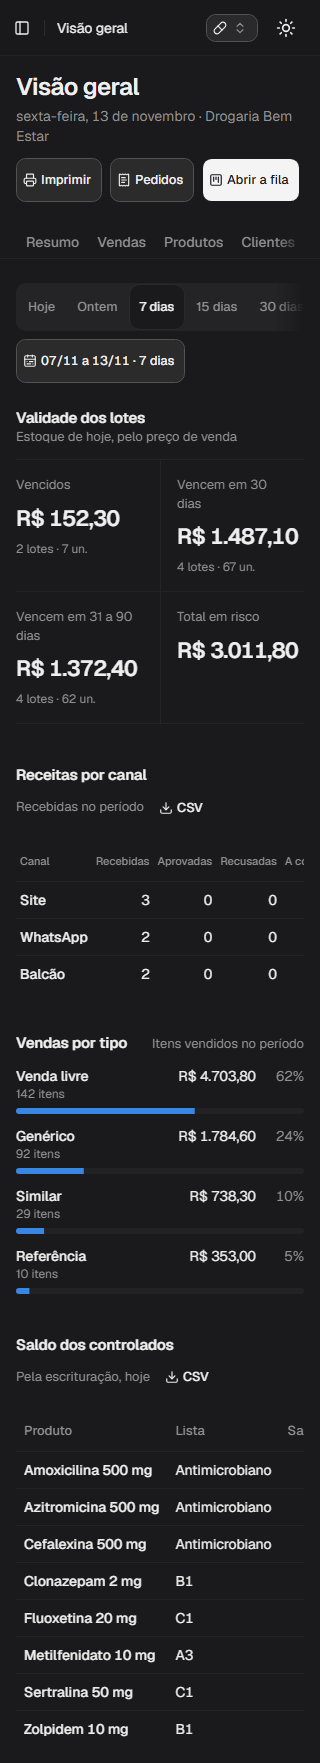 Visão geral
Visão geral
sexta-feira, 13 de novembro · Drogaria Bem
Estar
Imprimir
Pedidos
Abrir a fila
Resumo Vendas Produtos Clientes
Hoje Ontem 7 dias 15 dias 30 dias
07/11 a 13/11 · 7 dias
Validade dos lotes
Estoque de hoje, pelo preço de venda
Vencidos
R$ 152,30
2 lotes · 7 un.
Vencem em 30
dias
R$ 1.487,10
4 lotes · 67 un.
Vencem em 31 a 90
dias
R$ 1.372,40
4 lotes · 62 un.
Total em risco
R$ 3.011,80
Receitas por canal
Recebidas no período CSV
Canal Recebidas Aprovadas Recusadas A co
Site 3 0 0
WhatsApp 2 0 0
Balcão 2 0 0
Vendas por tipo Itens vendidos no período
Venda livre R$ 4.703,80 62%
142 itens
Genérico R$ 1.784,60 24%
92 itens
Similar R$ 738,30 10%
29 itens
Referência R$ 353,00 5%
10 itens
Saldo dos controlados
Pela escrituração, hoje CSV
Produto Lista Sa
Amoxicilina 500 mg Antimicrobiano
Azitromicina 500 mg Antimicrobiano
Cefalexina 500 mg Antimicrobiano
Clonazepam 2 mg B1
Fluoxetina 20 mg C1
Metilfenidato 10 mg A3
Sertralina 50 mg C1
Zolpidem 10 mg B1